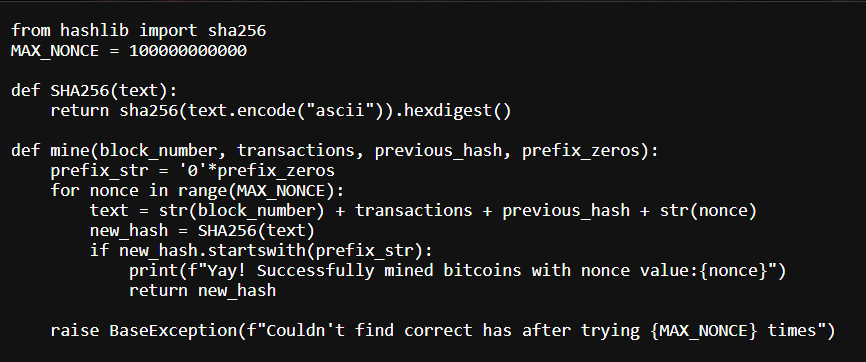 from hashlib import sha256
MAX_NONCE = 100000000000
def SHA256(text):
    return sha256(text.encode("ascii")).hexdigest()
def mine(block_number, transactions, previous_hash, prefix_zeros):
    prefix_str = '0'*prefix_zeros
    for nonce in range(MAX_NONCE):
        text = str(block_number) + transactions + previous_hash + str(nonce)
        new_hash = SHA256(text)
        if new_hash.startswith(prefix_str):
            print(f"Yay! Successfully mined bitcoins with nonce value:{nonce}")
            return new_hash
    raise BaseException(f"Couldn't find correct has after trying {MAX_NONCE} times")